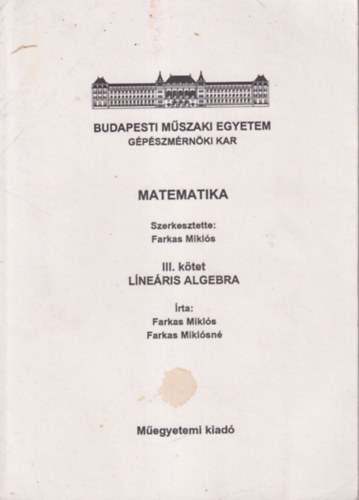 BUDAPESTI MŰSZAKI EGYETEM
GÉPÉSZMÉRNÖKI KAR
MATEMATIKA
Szerkesztette:
Farkas Miklós
III. kötet
LÍNEÁRIS ALGEBRA
Írta:
Farkas Miklós
Farkas Miklósné
Műegyetemi kiadó